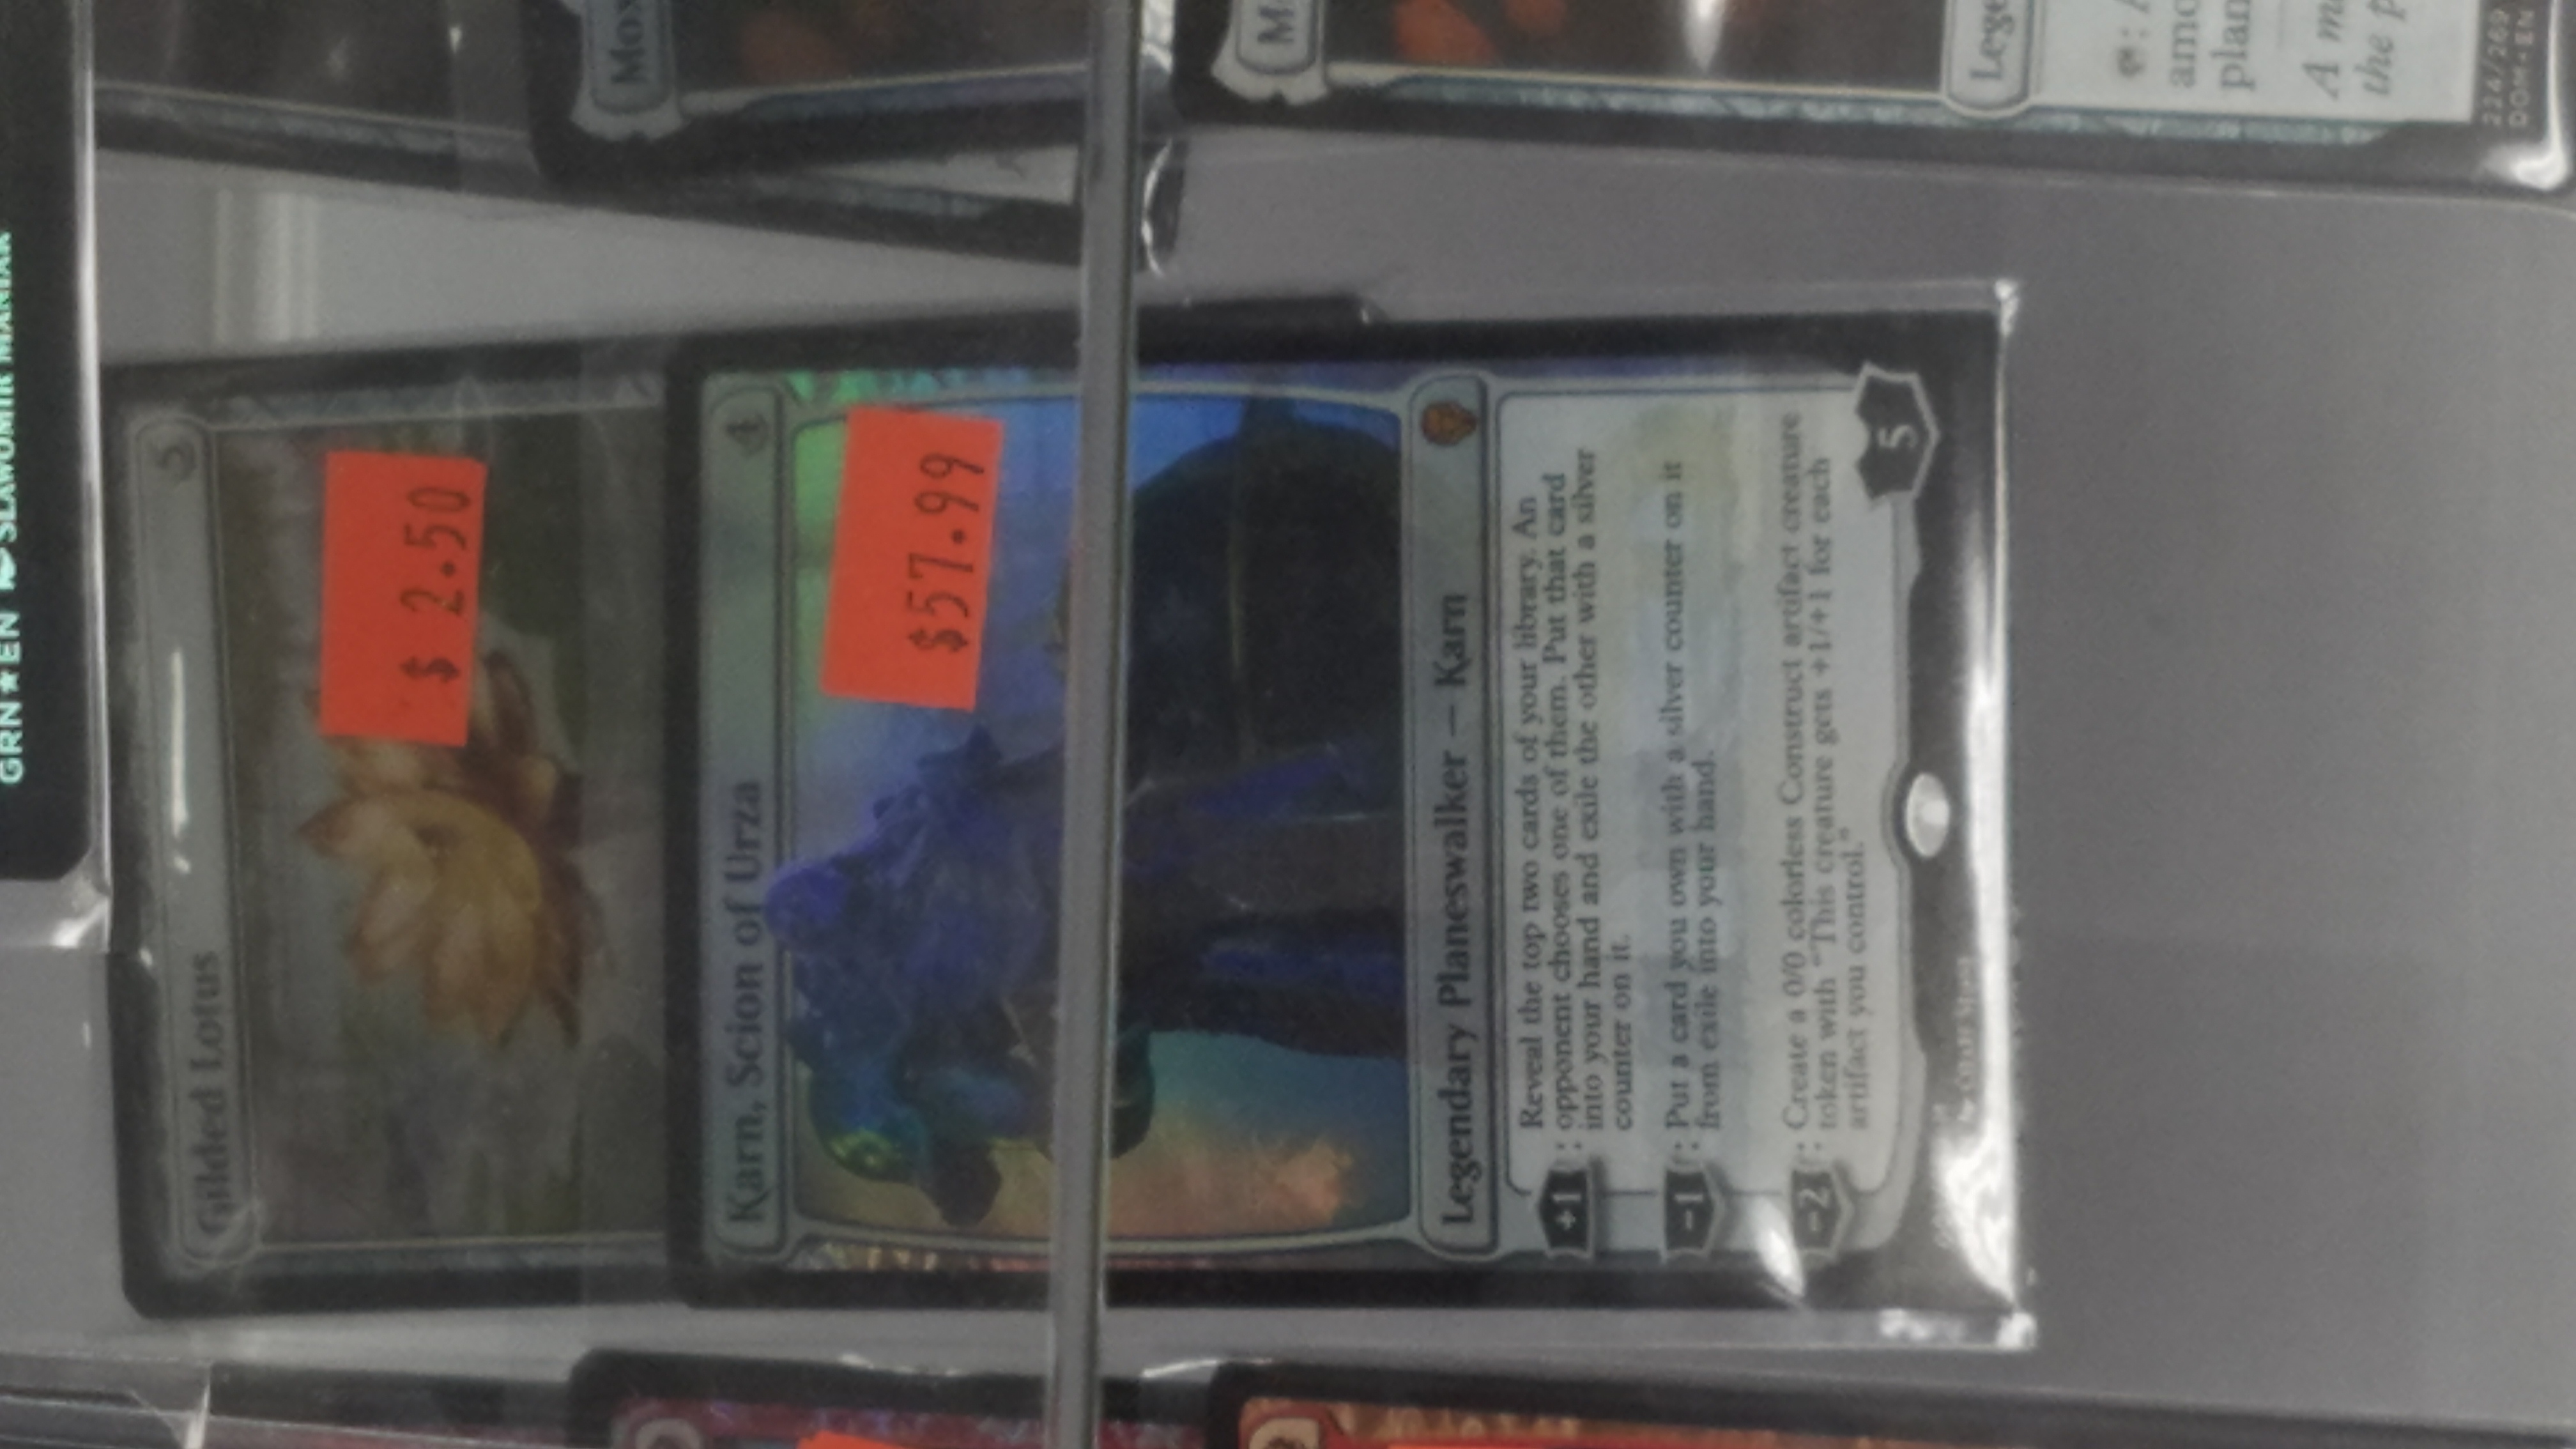 GRN★EN SLAWOMIR MANIAK
Gilded Lotus 5
$ 2.50
Mox
Karn, Scion of Urza 4
$57.99
M
Legendary Planeswalker — Karn
+1: Reveal the top two cards of your library. An
opponent chooses one of them. Put that card
into your hand and exile the other with a silver
counter on it.
−1: Put a card you own with a silver counter on it
from exile into your hand.
−2: Create a 0/0 colorless Construct artifact creature
token with “This creature gets +1/+1 for each
artifact you control.”
5
Lege
: A
amo
plan
A m
the p
224/269
DOM•EN